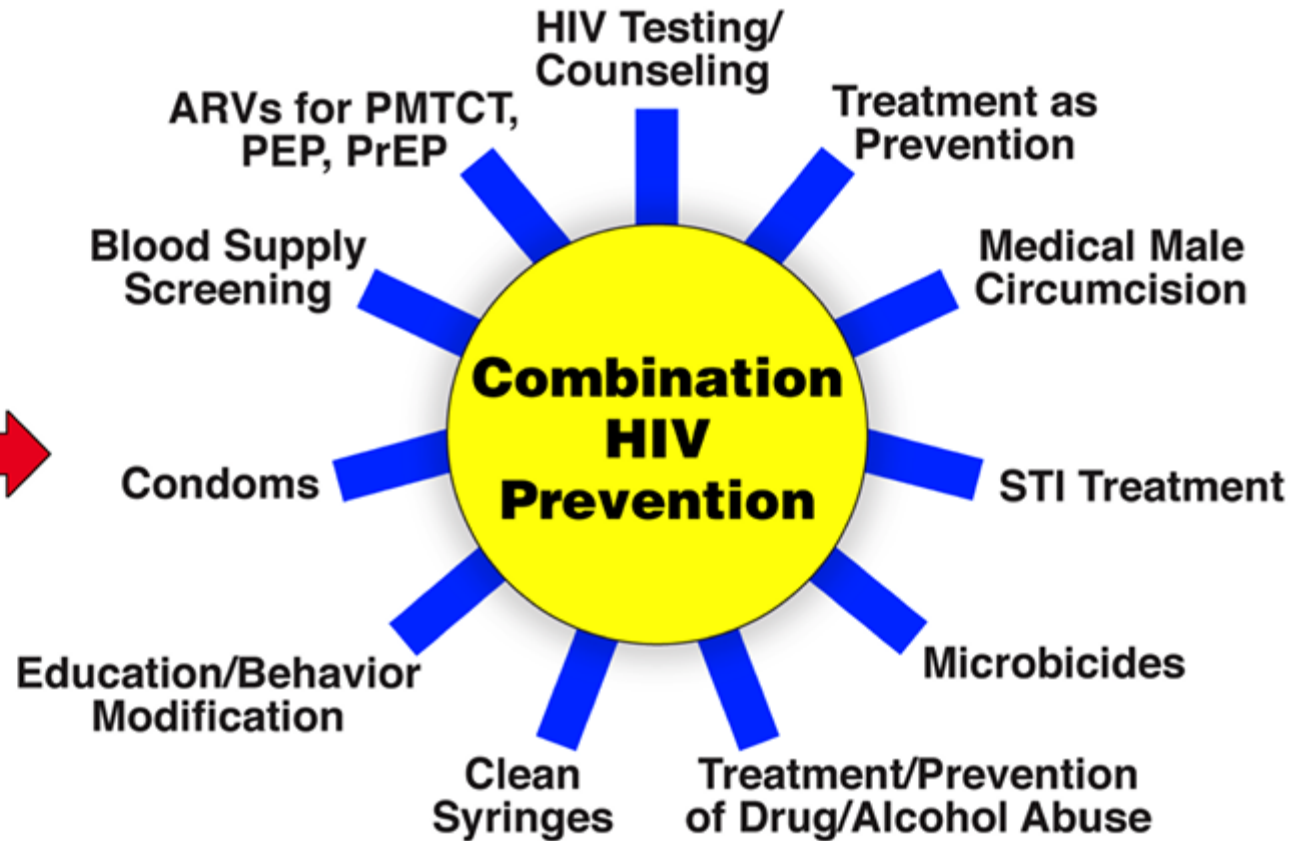 HIV Testing/
Counseling
Treatment as
Prevention
Medical Male
Circumcision
STI Treatment
Microbicides
Treatment/Prevention
of Drug/Alcohol Abuse
Clean
Syringes
Education/Behavior
Modification
Condoms
Blood Supply
Screening
ARVs for PMTCT,
PEP, PrEP
Combination
HIV
Prevention